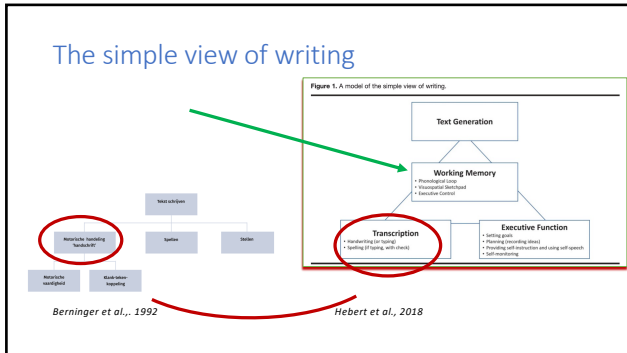 The simple view of writing
Figure 1. A model of the simple view of writing.
Text Generation
Working Memory
• Phonological Loop
• Visuospatial Sketchpad
• Executive Control
Transcription
• Handwriting (or typing)
• Spelling (if typing, with check)
Executive Function
• Setting goals
• Planning (recording ideas)
• Providing self-instruction and using self-speech
• Self-monitoring
Tekst schrijven
Motorische handeling
'handschrift'
Spellen
Stellen
Motorische
vaardigheid
Klank-teken-
koppeling
Berninger et al,. 1992
Hebert et al., 2018